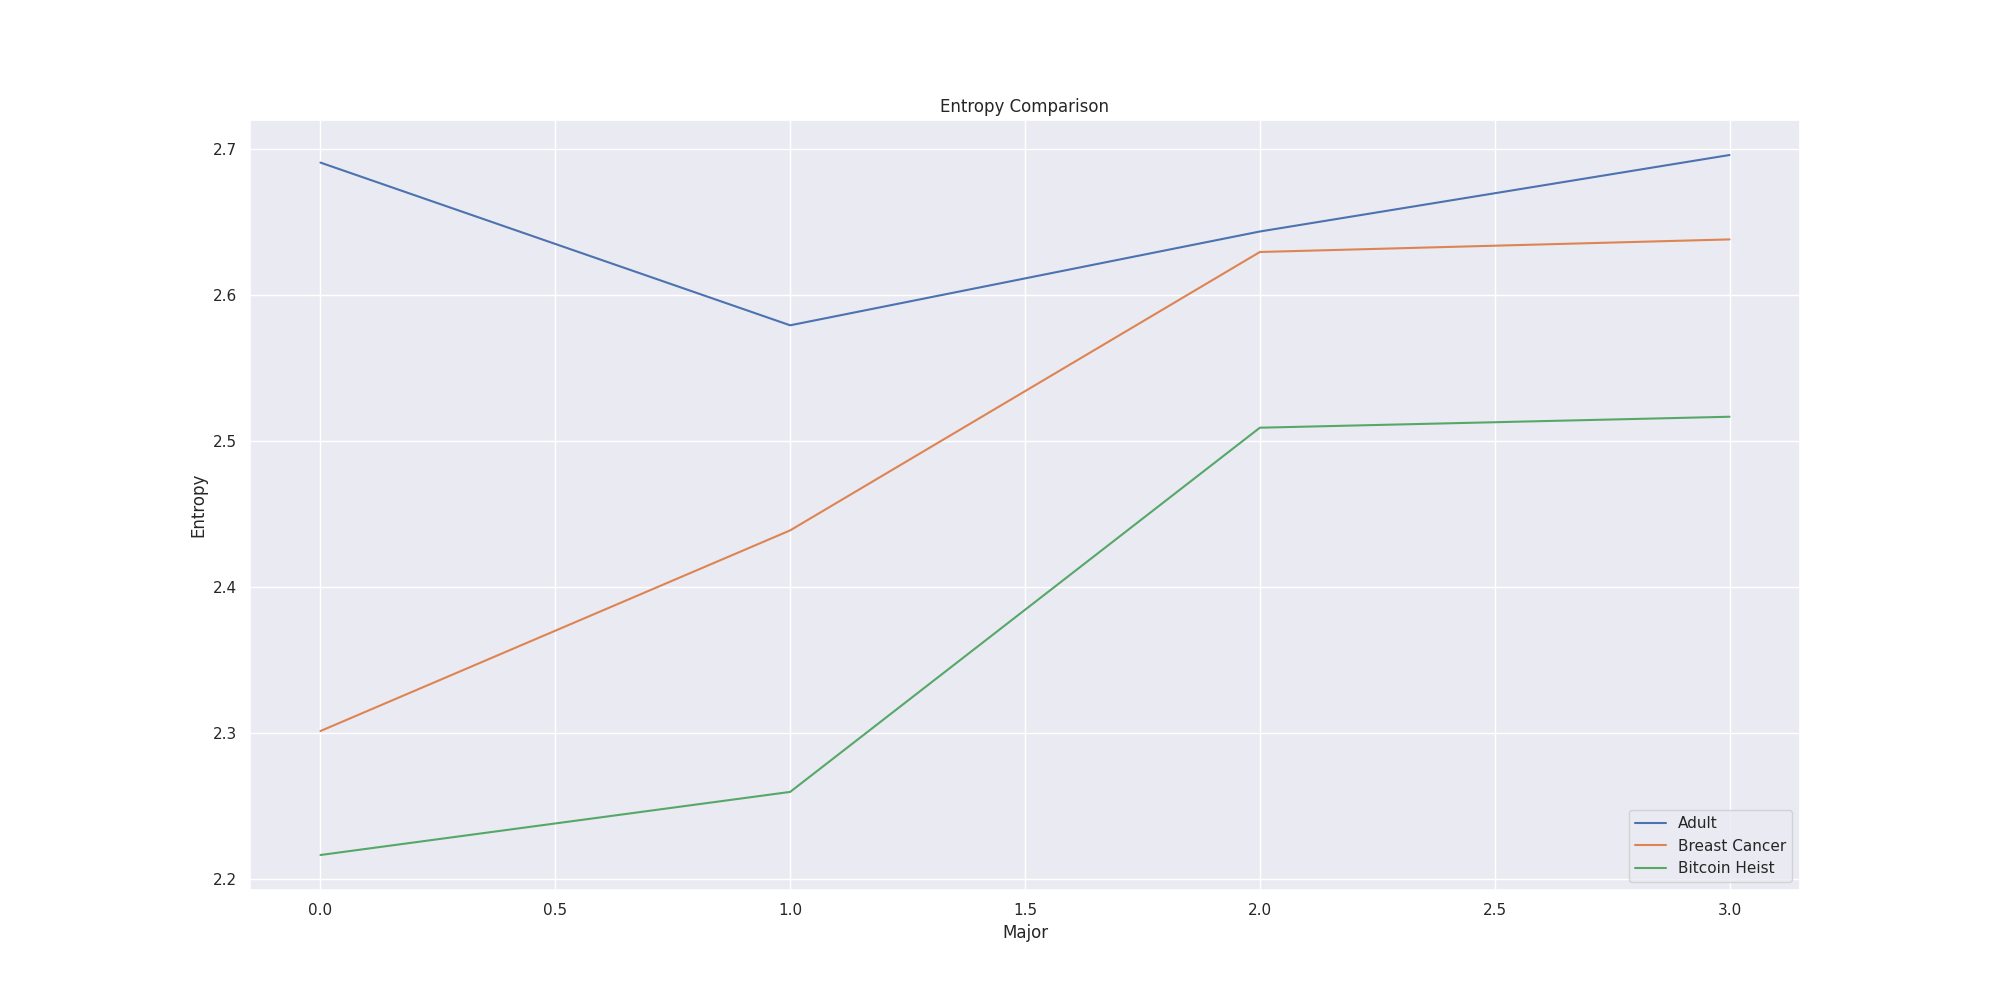 Entropy Comparison
2.7
2.6
2.5
2.4
2.3
2.2
Entropy
0.0 0.5 1.0 1.5 2.0 2.5 3.0
Major
Adult
Breast Cancer
Bitcoin Heist